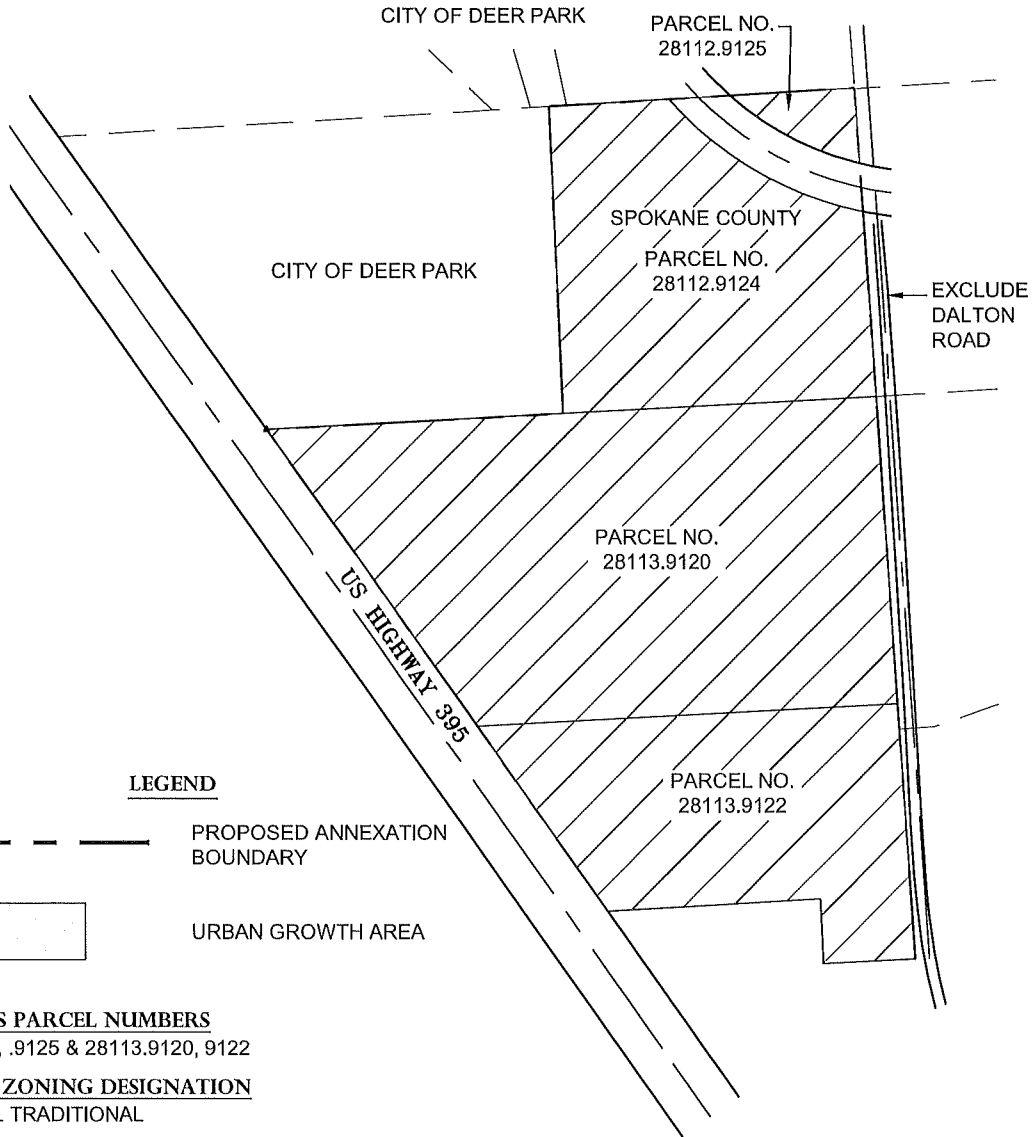 CITY OF DEER PARK
PARCEL NO.
28112.9125
SPOKANE COUNTY
PARCEL NO.
28112.9124
CITY OF DEER PARK
EXCLUDE
DALTON
ROAD
PARCEL NO.
28113.9120
US HIGHWAY 395
PARCEL NO.
28113.9122
LEGEND
PROPOSED ANNEXATION
BOUNDARY
URBAN GROWTH AREA
S PARCEL NUMBERS
, .9125 & 28113.9120, 9122
ZONING DESIGNATION
L TRADITIONAL